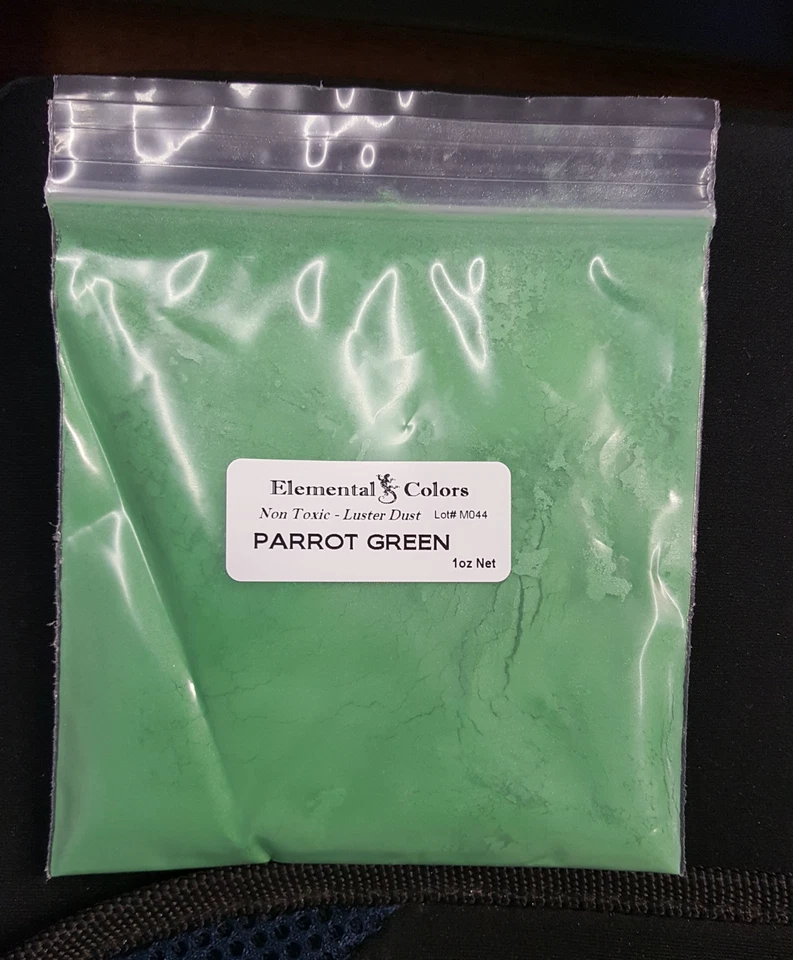 Elemental Colors
Non Toxic - Luster Dust Lot# M044
PARROT GREEN
1oz Net